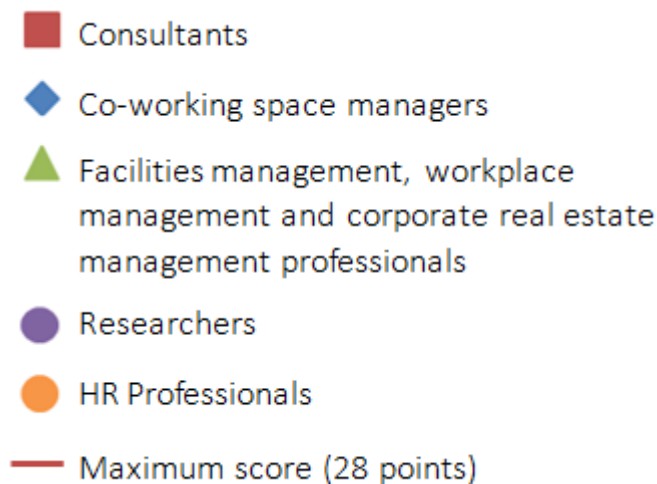 Consultants
Co-working space managers
Facilities management, workplace
management and corporate real estate
management professionals
Researchers
HR Professionals
Maximum score (28 points)